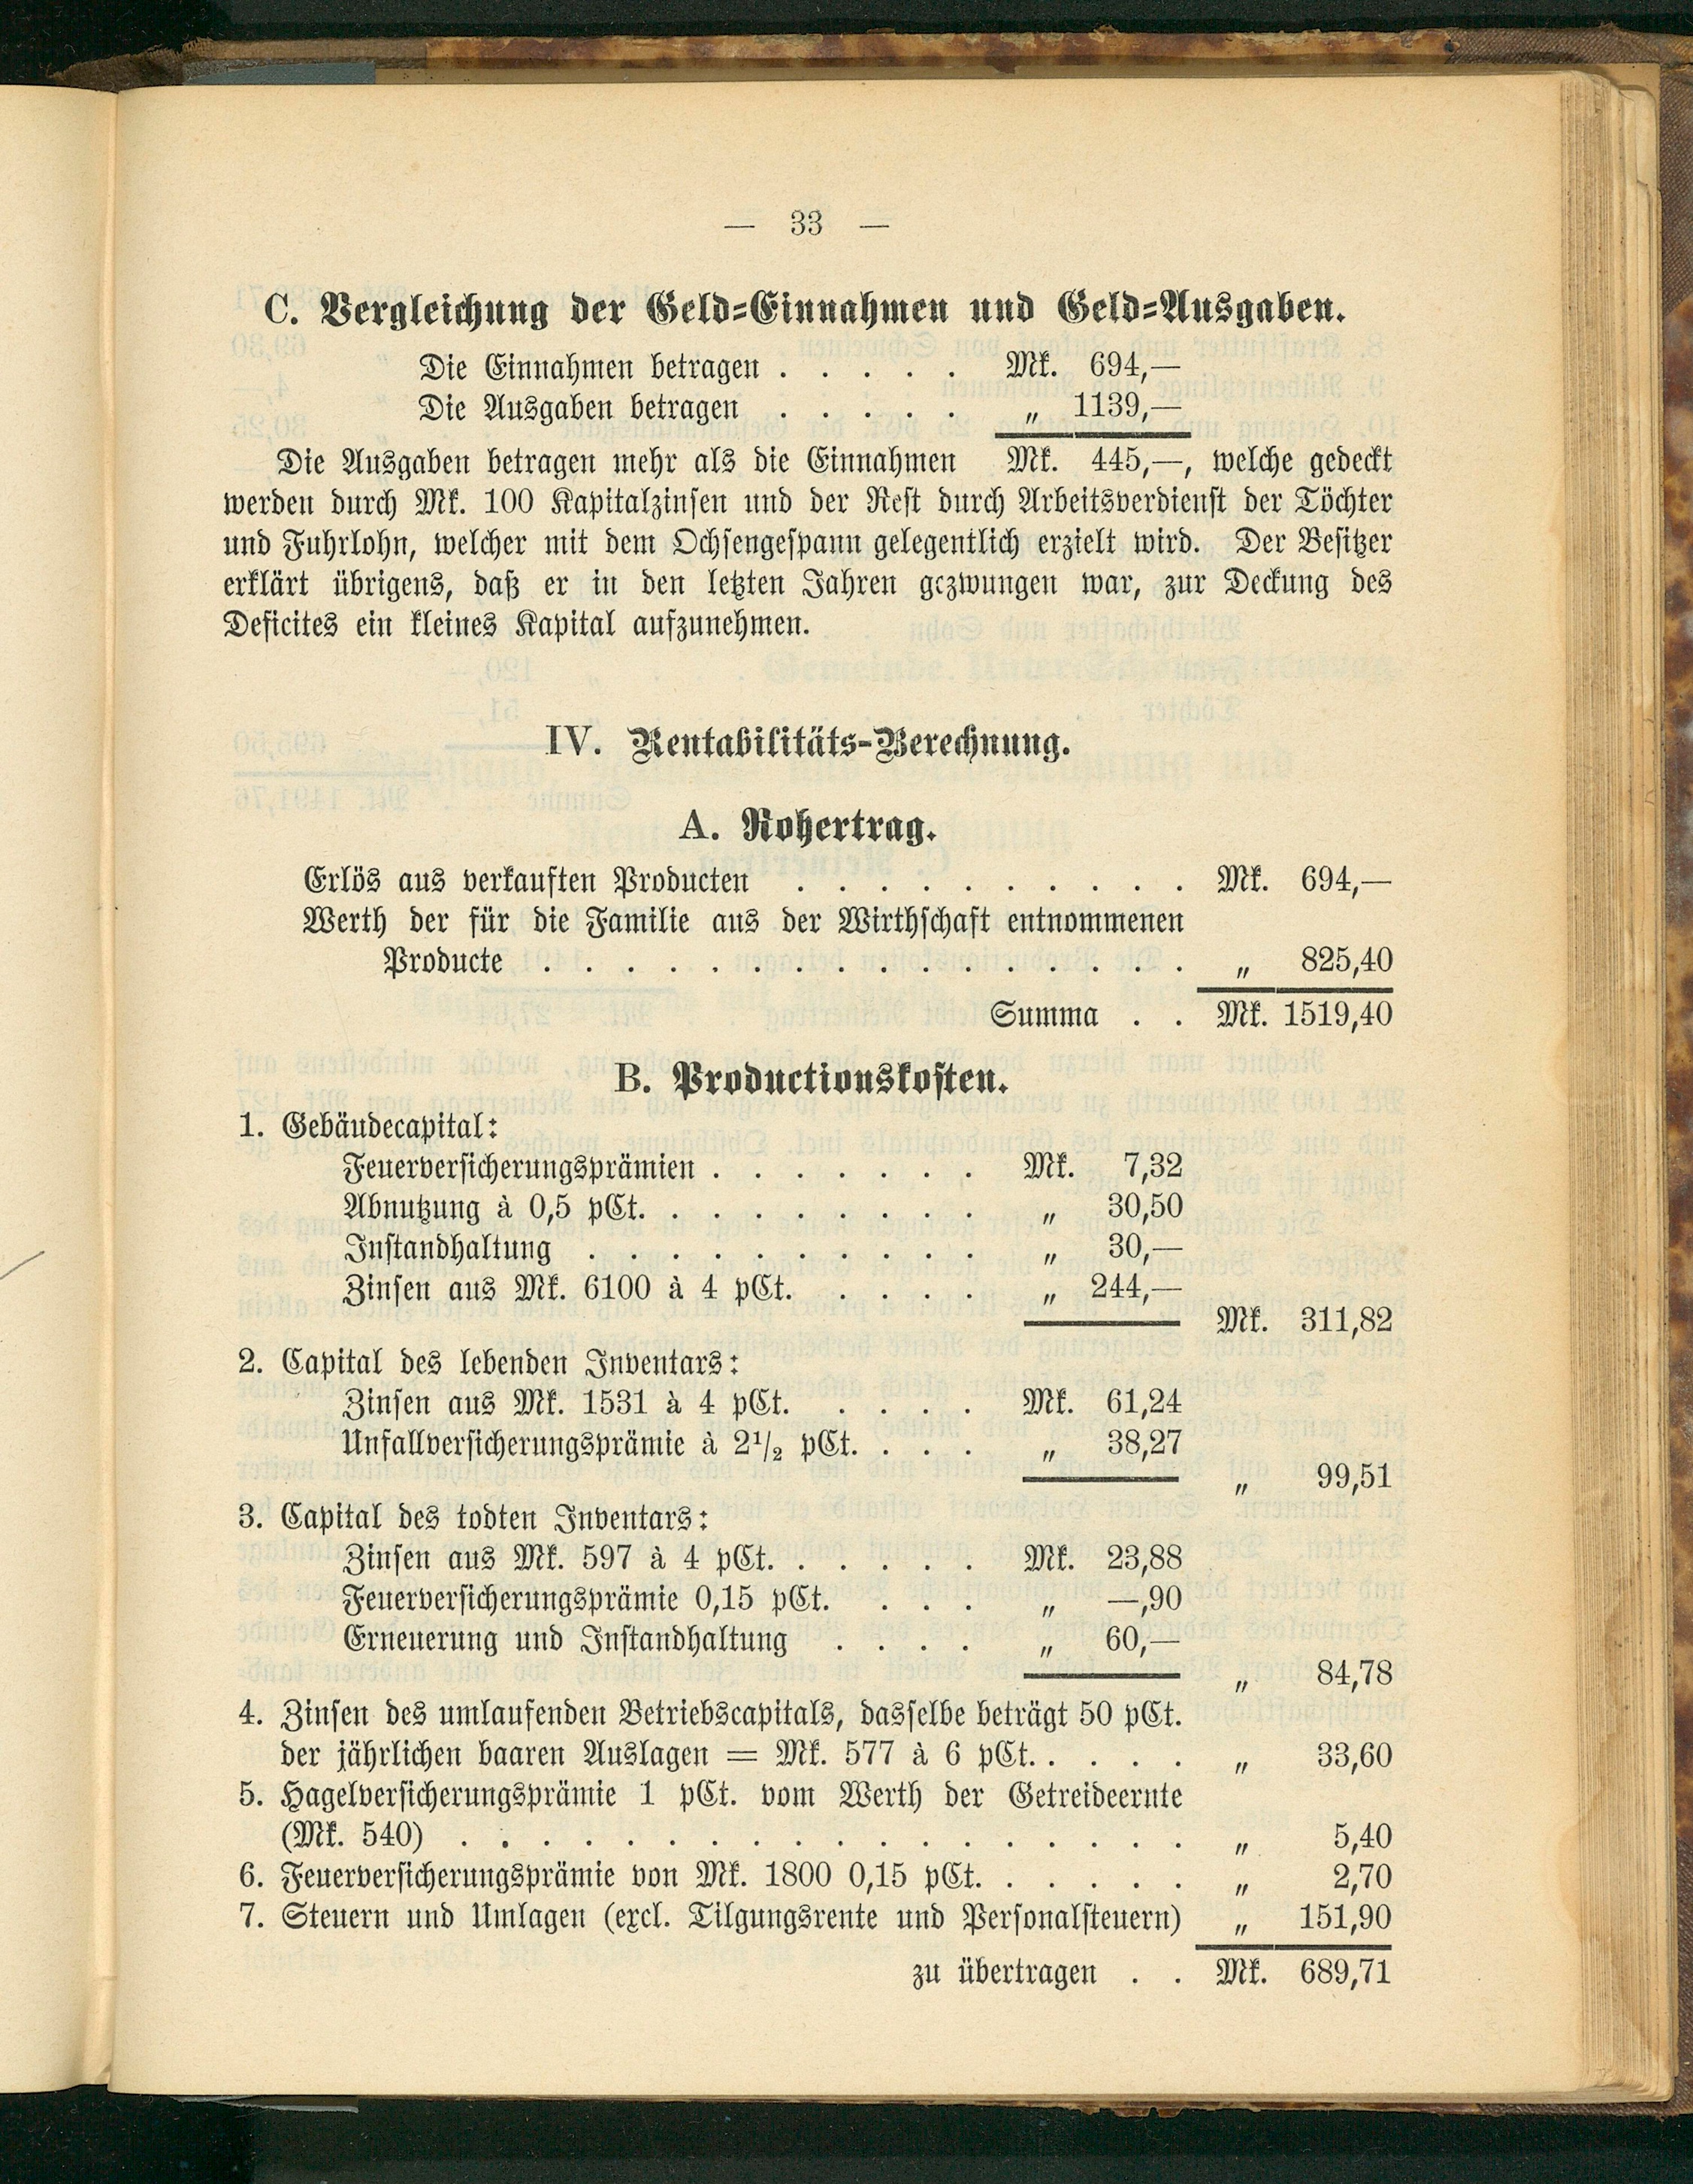 — 33 —
C. Vergleichung der Geld-Einnahmen und Geld-Ausgaben.
Die Einnahmen betragen . . . . . Mk. 694,—
Die Ausgaben betragen . . . . . „ 1139,—
Die Ausgaben betragen mehr als die Einnahmen Mk. 445,—, welche gedeckt
werden durch Mk. 100 Kapitalzinsen und der Rest durch Arbeitsverdienst der Töchter
und Fuhrlohn, welcher mit dem Ochsengespann gelegentlich erzielt wird. Der Besitzer
erklärt übrigens, daß er in den letzten Jahren gezwungen war, zur Deckung des
Deficites ein kleines Kapital aufzunehmen.
IV. Rentabilitäts-Berechnung.
A. Rohertrag.
Erlös aus verkauften Producten . . . . . . . . . . Mk. 694,—
Werth der für die Familie aus der Wirthschaft entnommenen
Producte . . . . . . . . . . . . . . . . „ 825,40
Summa . . Mk. 1519,40
B. Productionskosten.
1. Gebäudecapital:
Feuerversicherungsprämien . . . . . . . Mk. 7,32
Abnutzung à 0,5 pCt. . . . . . . . . „ 30,50
Instandhaltung . . . . . . . . . . „ 30,—
Zinsen aus Mk. 6100 à 4 pCt. . . . . „ 244,—
Mk. 311,82
2. Capital des lebenden Inventars:
Zinsen aus Mk. 1531 à 4 pCt. . . . . Mk. 61,24
Unfallversicherungsprämie à 2¹/₂ pCt. . . . „ 38,27
„ 99,51
3. Capital des todten Inventars:
Zinsen aus Mk. 597 à 4 pCt. . . . . . Mk. 23,88
Feuerversicherungsprämie 0,15 pCt. . . . „ —,90
Erneuerung und Instandhaltung . . . . „ 60,—
„ 84,78
4. Zinsen des umlaufenden Betriebscapitals, dasselbe beträgt 50 pCt.
der jährlichen baaren Auslagen = Mk. 577 à 6 pCt. . . . . „ 33,60
5. Hagelversicherungsprämie 1 pCt. vom Werth der Getreideernte
(Mk. 540) . . . . . . . . . . . . . . . . . . „ 5,40
6. Feuerversicherungsprämie von Mk. 1800 0,15 pCt. . . . . . „ 2,70
7. Steuern und Umlagen (excl. Tilgungsrente und Personalsteuern) „ 151,90
zu übertragen . . Mk. 689,71